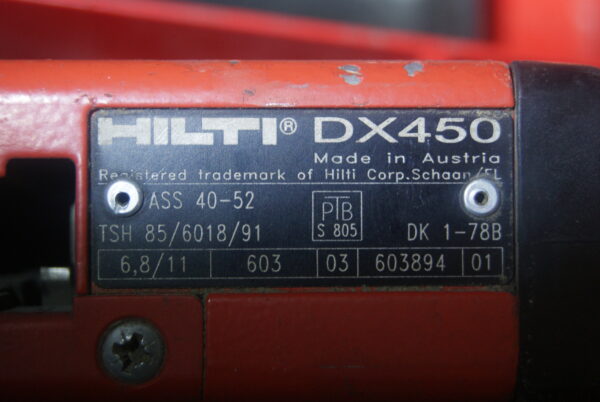 HILTI® DX450
Made in Austria
Registered trademark of Hilti Corp.Schaan/FL
ASS 40-52
PTB
S 805
TSH 85/6018/91
DK 1-78B
6,8/11 603 03 603894 01